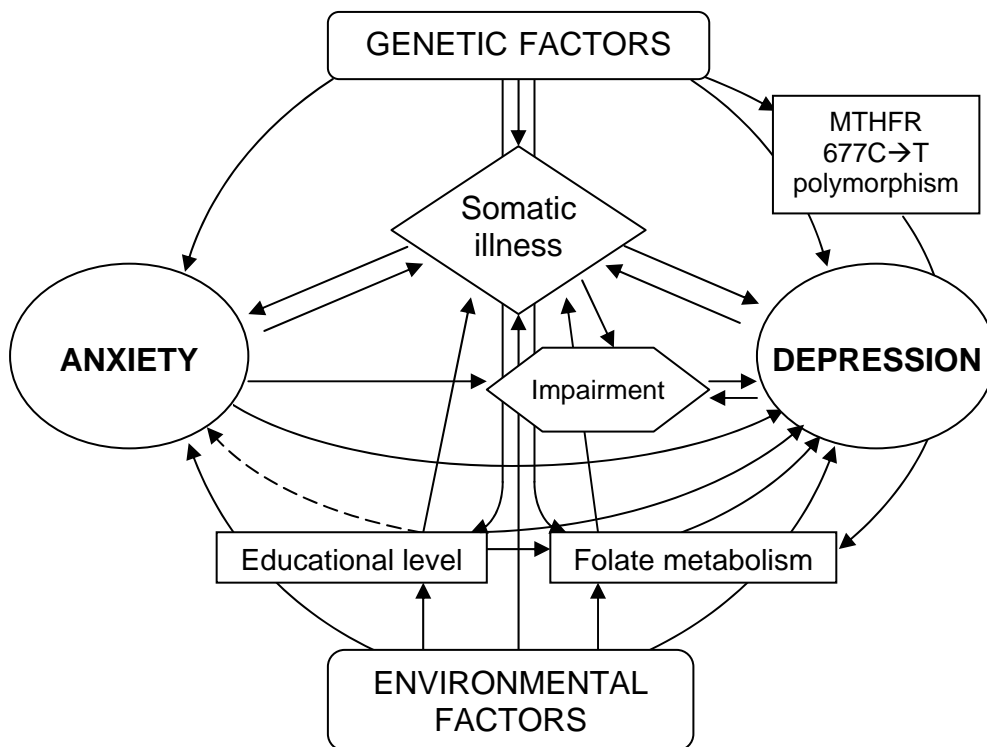 GENETIC FACTORS
MTHFR
677C→T
polymorphism
Somatic
illness
ANXIETY
DEPRESSION
Impairment
Educational level
Folate metabolism
ENVIRONMENTAL
FACTORS